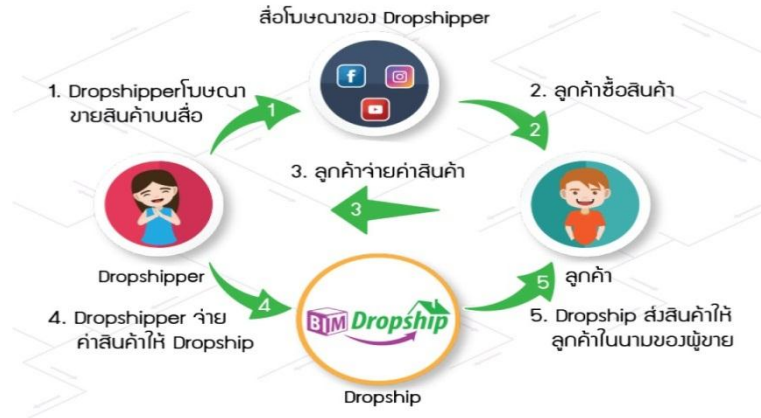 สื่อโฆษณาของ Dropshipper
1. Dropshipperโฆษณา
ขายสินค้าบนสื่อ
1
2. ลูกค้าซื้อสินค้า
2
3. ลูกค้าจ่ายค่าสินค้า
3
Dropshipper
ลูกค้า
4. Dropshipper จ่าย
ค่าสินค้าให้ Dropship
4
BIM Dropship
5
5. Dropship ส่งสินค้าให้
ลูกค้าในนามของผู้ขาย
Dropship